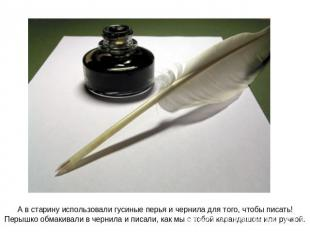 А в старину использовали гусиные перья и чернила для того, чтобы писать!
Перышко обмакивали в чернила и писали, как мы с тобой карандашом или ручкой.